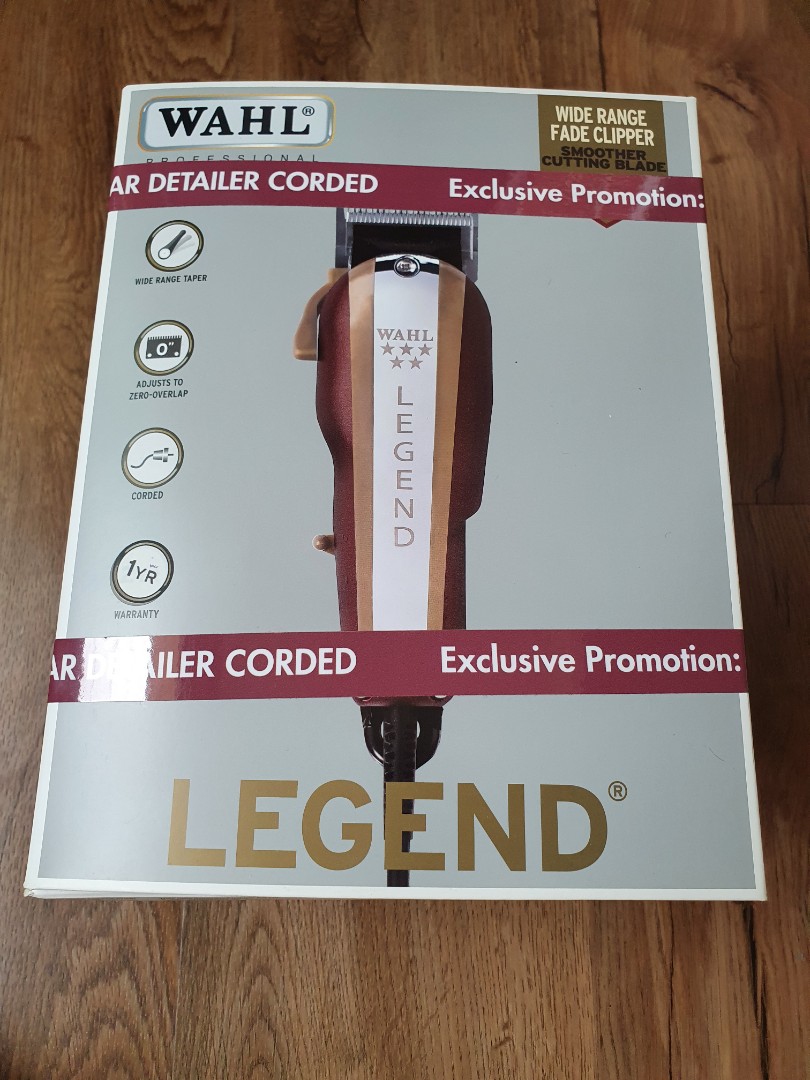 WAHL®
PROFESSIONAL
WIDE RANGE
FADE CLIPPER
SMOOTHER
CUTTING BLADE
AR DETAILER CORDED Exclusive Promotion:
WIDE RANGE TAPER
0"
ADJUSTS TO
ZERO-OVERLAP
CORDED
1YR
WARRANTY
WAHL
LEGEND
AR DETAILER CORDED Exclusive Promotion:
LEGEND®